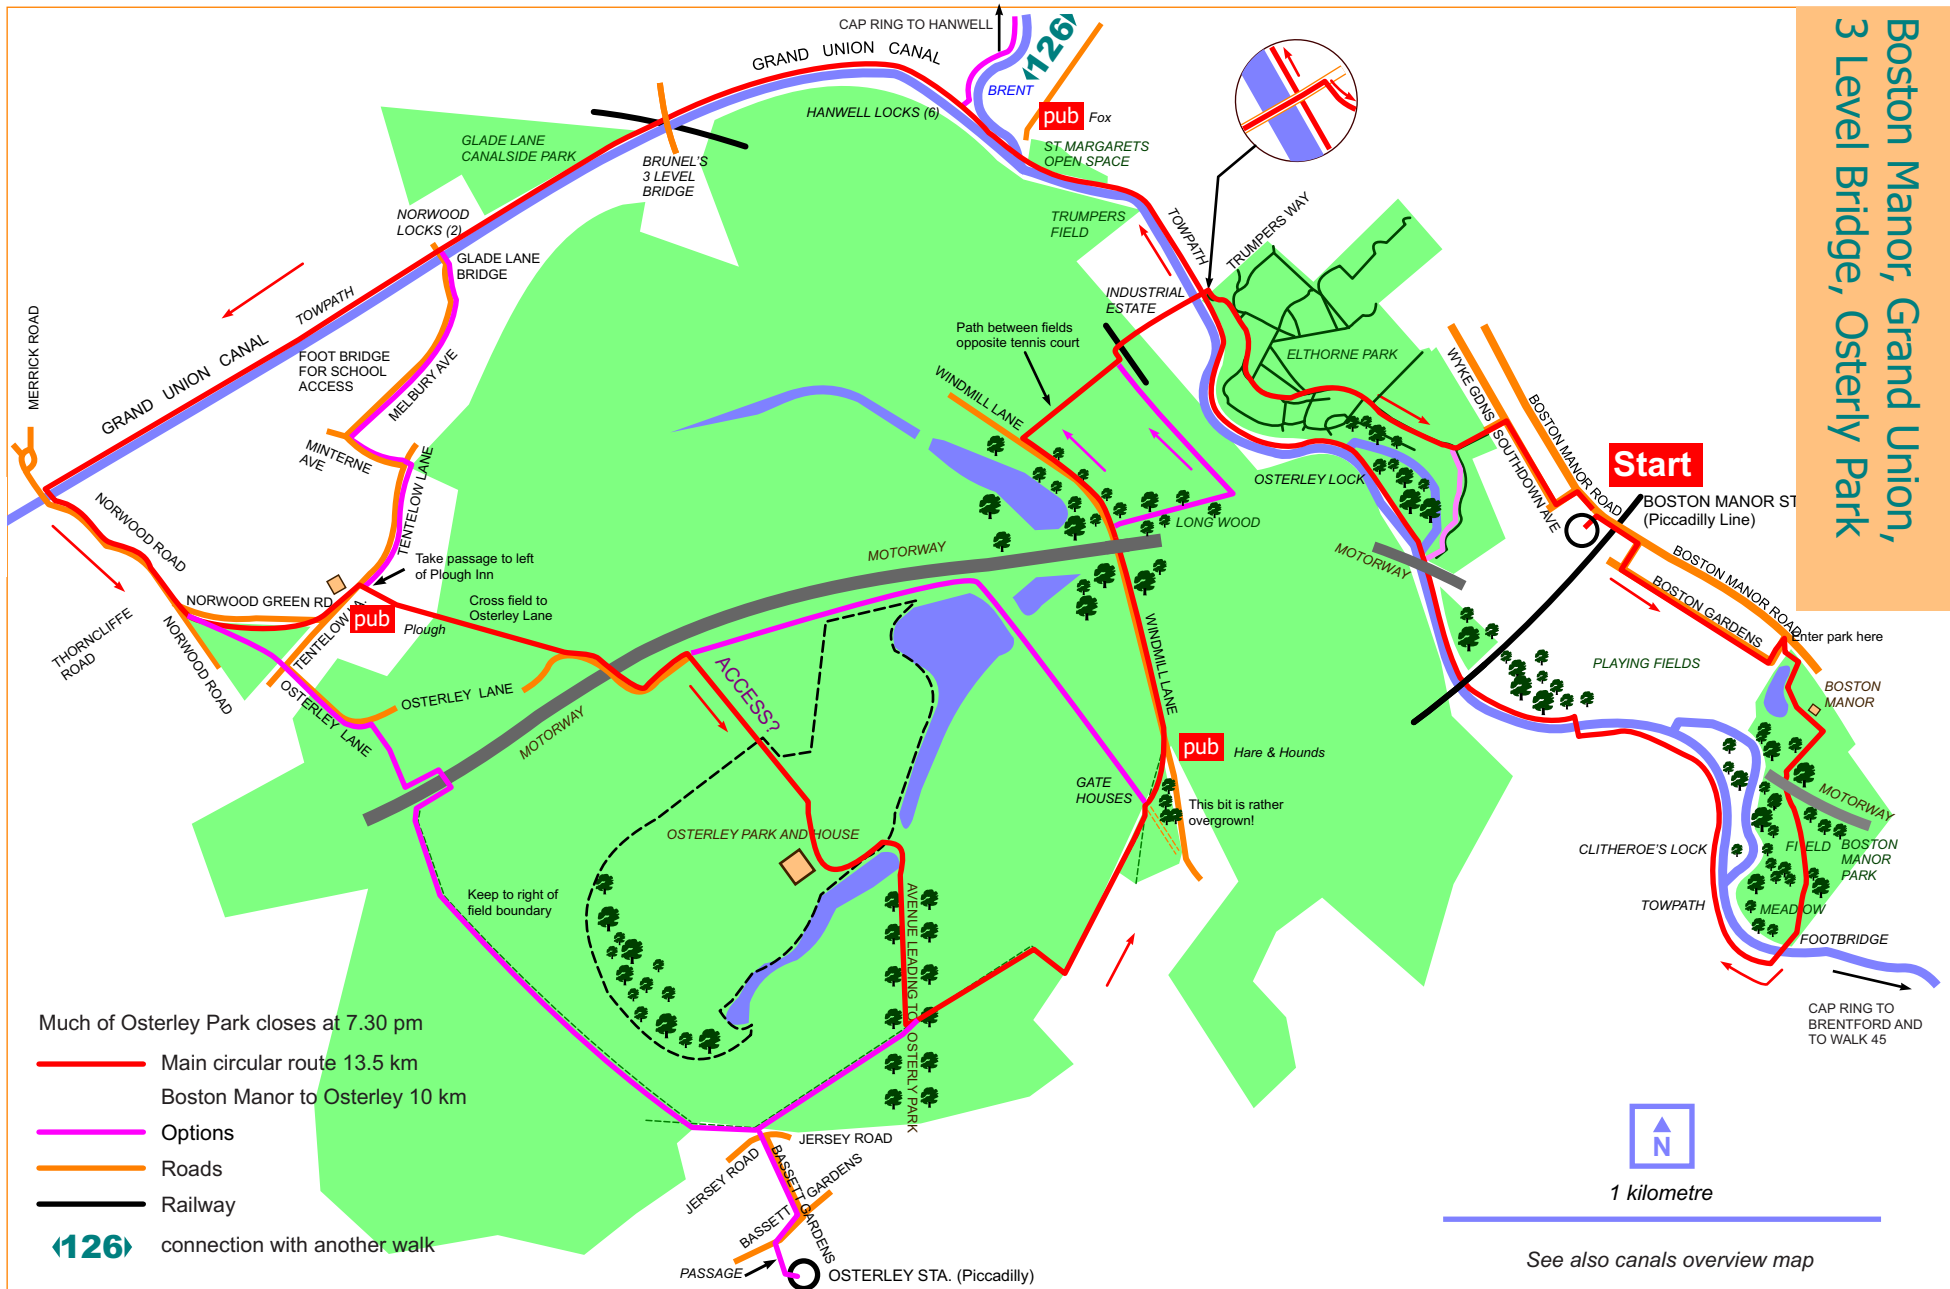 Boston Manor, Grand Union,
3 Level Bridge, Osterly Park
CAP RING TO HANWELL
126
GRAND UNION CANAL
BRENT
HANWELL LOCKS (6)
pub
Fox
ST MARGARETS
OPEN SPACE
GLADE LANE
CANALSIDE PARK
BRUNEL'S
3 LEVEL
BRIDGE
NORWOOD
LOCKS (2)
GLADE LANE
BRIDGE
TRUMPERS
FIELD
TOWPATH
TRUMPERS WAY
INDUSTRIAL
ESTATE
Path between fields
opposite tennis court
ELTHORNE PARK
WINDMILL LANE
WYKE GDNS
BOSTON MANOR ROAD
SOUTHDOWN AVE
Start
BOSTON MANOR ST
(Piccadilly Line)
MERRICK ROAD
TOWPATH
GRAND UNION CANAL
FOOT BRIDGE
FOR SCHOOL
ACCESS
MELBURY AVE
MINTERNE
AVE
TENTELOW LANE
OSTERLEY LOCK
LONG WOOD
MOTORWAY
MOTORWAY
NORWOOD ROAD
Take passage to left
of Plough Inn
NORWOOD GREEN RD
Cross field to
Osterley Lane
pub
Plough
TENTELOW LA
THORNCLIFFE
ROAD
NORWOOD ROAD
OSTERLEY LANE
OSTERLEY LANE
MOTORWAY
ACCESS?
WINDMILL LANE
BOSTON MANOR ROAD
BOSTON GARDENS
Enter park here
PLAYING FIELDS
BOSTON
MANOR
pub
Hare & Hounds
GATE
HOUSES
This bit is rather
overgrown!
OSTERLEY PARK AND HOUSE
MOTORWAY
FIELD
BOSTON
MANOR
PARK
CLITHEROE'S LOCK
TOWPATH
MEADOW
FOOTBRIDGE
Keep to right of
field boundary
AVENUE LEADING TO OSTERLY PARK
CAP RING TO
BRENTFORD AND
TO WALK 45
Much of Osterley Park closes at 7.30 pm
Main circular route 13.5 km
Boston Manor to Osterley 10 km
Options
Roads
Railway
126
connection with another walk
JERSEY ROAD
JERSEY ROAD
BASSETT GARDENS
BASSETT GARDENS
PASSAGE
OSTERLEY STA. (Piccadilly)
N
1 kilometre
See also canals overview map